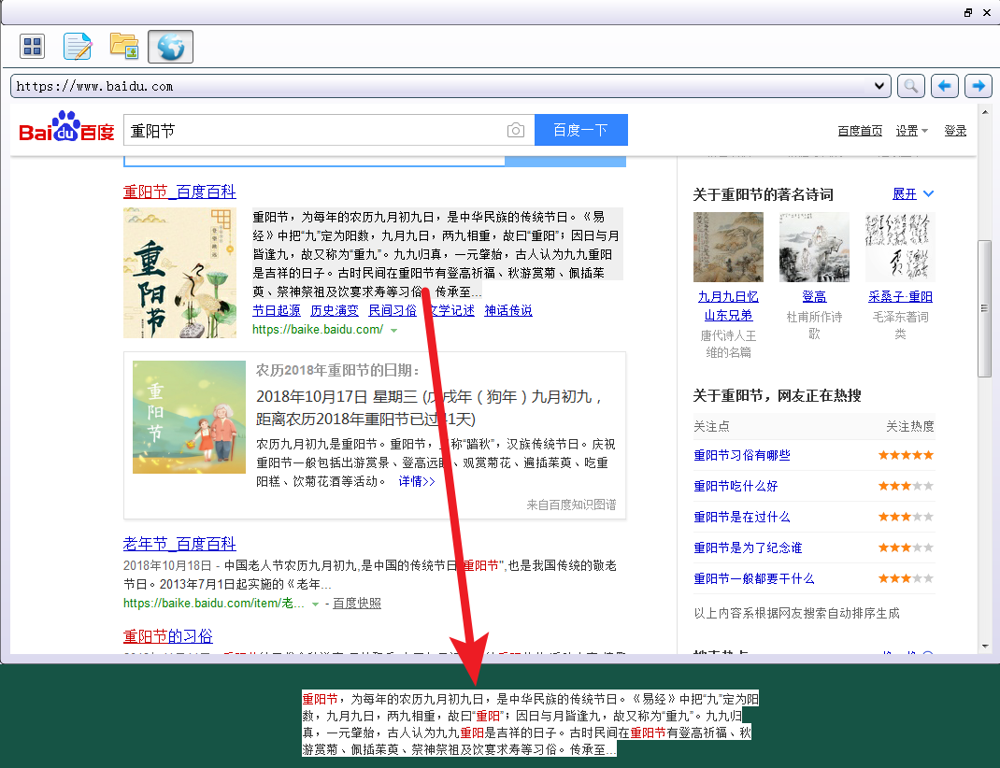 https://www.baidu.com
Bai du 百度
重阳节
百度一下
百度首页 设置 登录
重阳节_百度百科
重阳节
重阳节，为每年的农历九月初九日，是中华民族的传统节日。《易
经》中把“九”定为阳数，九月九日，两九相重，故曰“重阳”；因日与月
皆逢九，故又称为“重九”。九九归真，一元肇始，古人认为九九重阳
是吉祥的日子。古时民间在重阳节有登高祈福、秋游赏菊、佩插茱
萸、祭神祭祖及饮宴求寿等习俗。传承至...
节日起源 历史演变 民间习俗 文学记述 神话传说
https://baike.baidu.com/
重阳节
农历2018年重阳节的日期：
2018年10月17日 星期三 (戊戌年（狗年）九月初九，
距离农历2018年重阳节已过 1天)
农历九月初九是重阳节。重阳节，又称“踏秋”，汉族传统节日。庆祝
重阳节一般包括出游赏景、登高远眺、观赏菊花、遍插茱萸、吃重
阳糕、饮菊花酒等活动。 详情>>
来自百度知识图谱
老年节_百度百科
2018年10月18日 - 中国老人节农历九月初九,是中国的传统节日"重阳节",也是我国传统的敬老
节日。2013年7月1日起实施的《老年...
https://baike.baidu.com/item/老... - 百度快照
重阳节的习俗
关于重阳节的著名诗词 展开
九月九日忆
山东兄弟
唐代诗人王
维的名篇
登高
杜甫所作诗
歌
采桑子·重阳
毛泽东著词
类
关于重阳节，网友正在热搜
关注点 关注热度
重阳节习俗有哪些
重阳节吃什么好
重阳节是在过什么
重阳节是为了纪念谁
重阳节一般都要干什么
以上内容系根据网友搜索自动排序生成
重阳节，为每年的农历九月初九日，是中华民族的传统节日。《易经》中把“九”定为阳
数，九月九日，两九相重，故曰“重阳”；因日与月皆逢九，故又称为“重九”。九九归
真，一元肇始，古人认为九九重阳是吉祥的日子。古时民间在重阳节有登高祈福、秋
游赏菊、佩插茱萸、祭神祭祖及饮宴求寿等习俗。传承至...